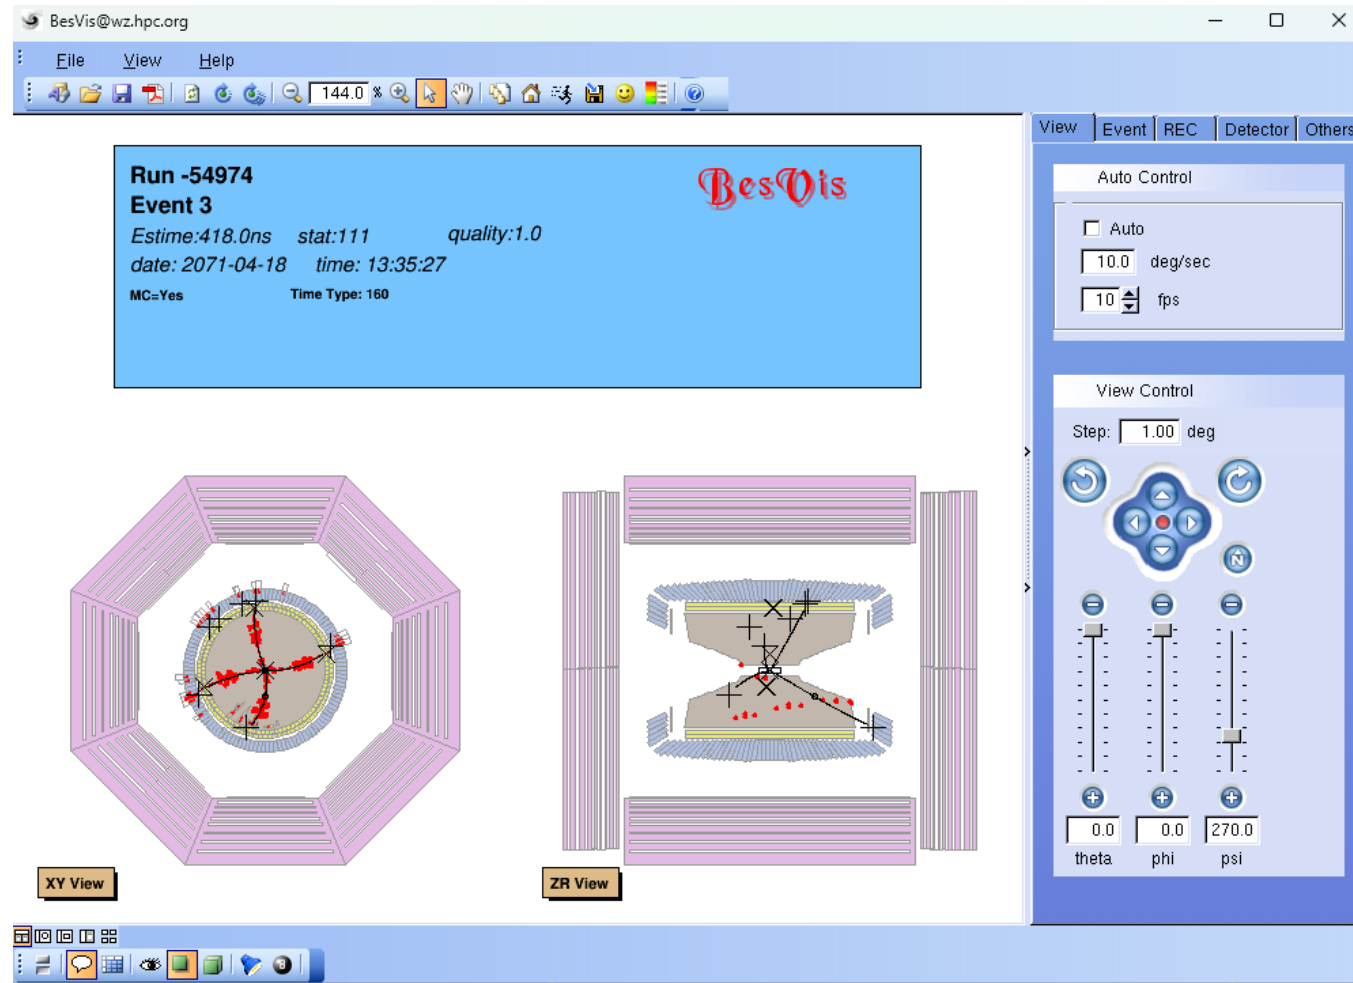 BesVis@wz.hpc.org
File View Help
144.0 %
View Event REC Detector Others
Run -54974
Event 3
Estime:418.0ns stat:111 quality:1.0
date: 2071-04-18 time: 13:35:27
MC=Yes Time Type: 160
BesVis
Auto Control
Auto
10.0 deg/sec
10 fps
View Control
Step: 1.00 deg
N
0.0 0.0 270.0
theta phi psi
XY View
ZR View